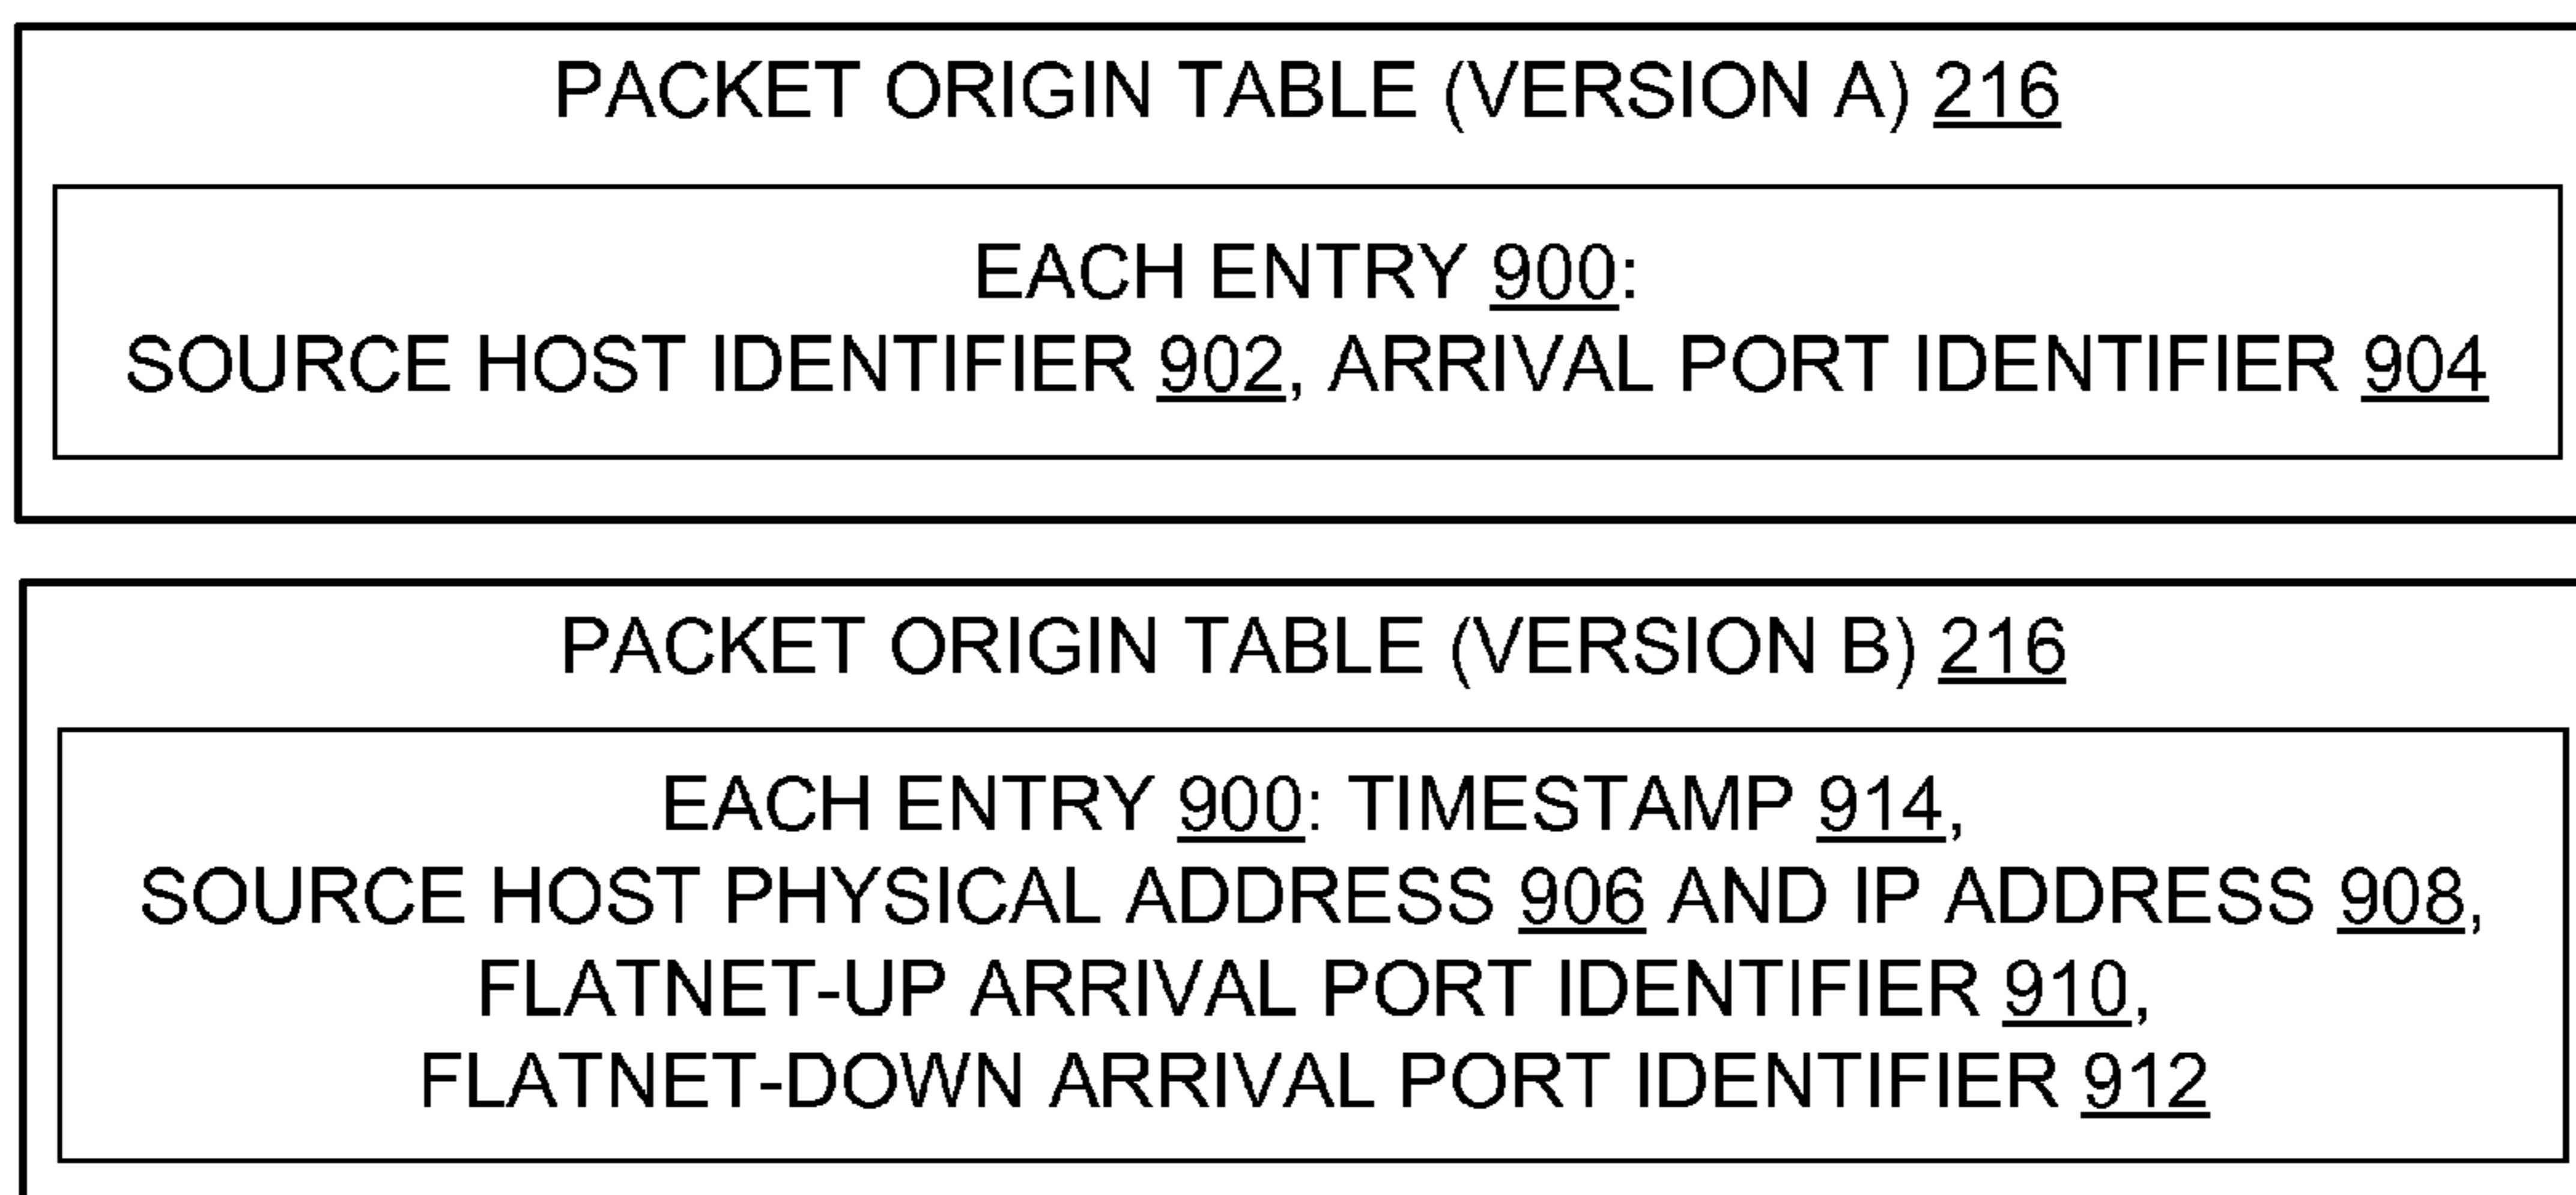 PACKET ORIGIN TABLE (VERSION A) 216
EACH ENTRY 900:
SOURCE HOST IDENTIFIER 902, ARRIVAL PORT IDENTIFIER 904
PACKET ORIGIN TABLE (VERSION B) 216
EACH ENTRY 900: TIMESTAMP 914,
SOURCE HOST PHYSICAL ADDRESS 906 AND IP ADDRESS 908,
FLATNET-UP ARRIVAL PORT IDENTIFIER 910,
FLATNET-DOWN ARRIVAL PORT IDENTIFIER 912